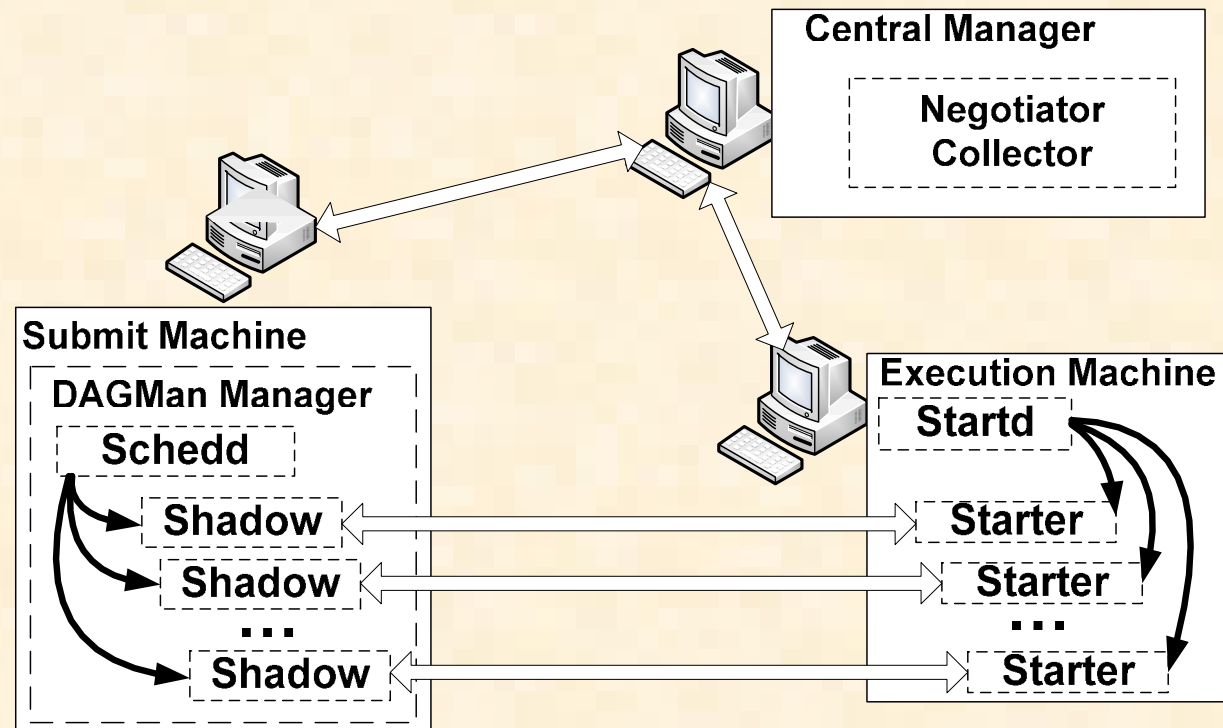 Central Manager
Negotiator
Collector
Submit Machine
DAGMan Manager
Schedd
Shadow
Shadow
...
Shadow
Execution Machine
Startd
Starter
Starter
...
Starter